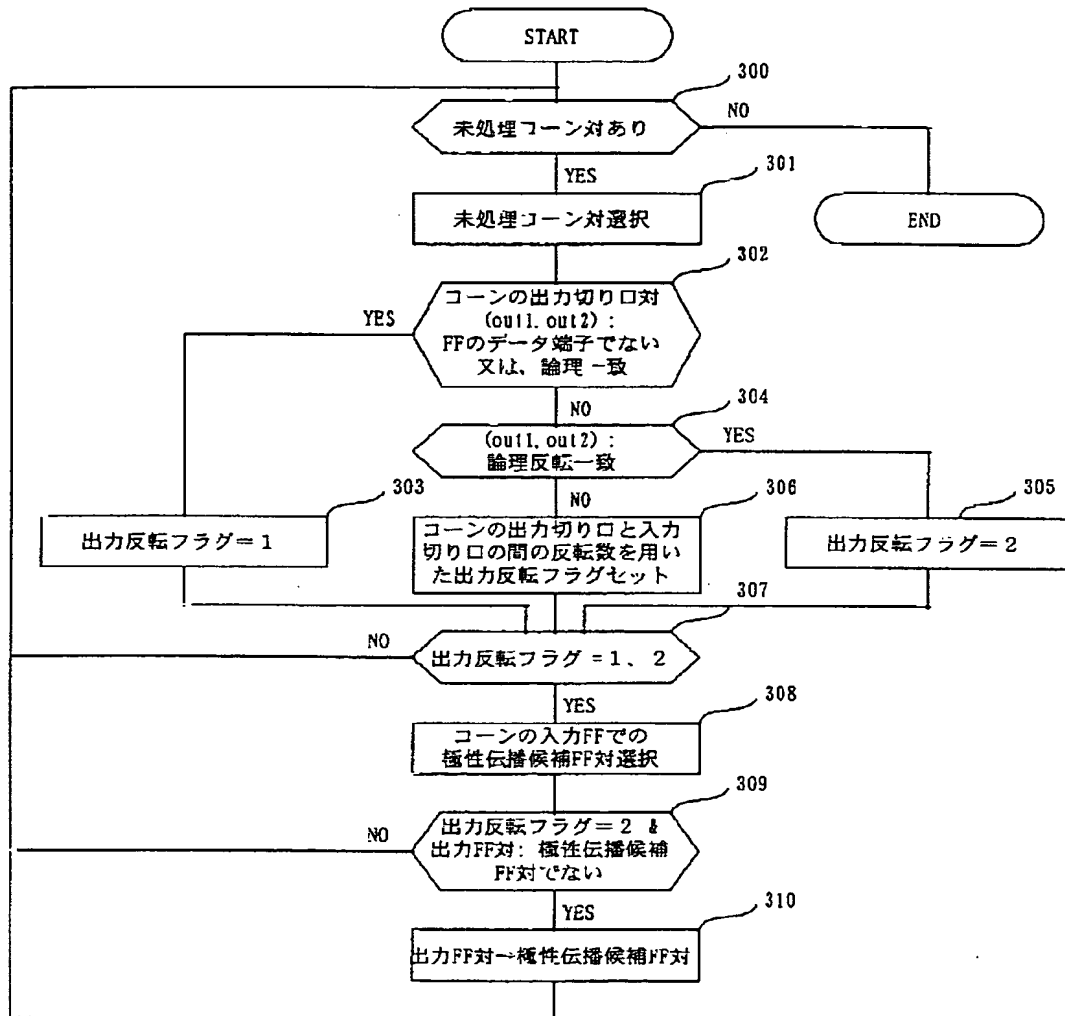 START
300
未処理コーン対あり
NO
YES
301
未処理コーン対選択
302
コーンの出力切り口対
(out1,out2) :
FFのデータ端子でない
又は、論理一致
YES
NO
304
(out1,out2) :
論理反転一致
YES
NO
END
303
出力反転フラグ=1
306
コーンの出力切り口と入力
切り口の間の反転数を用い
た出力反転フラグセット
305
出力反転フラグ=2
307
出力反転フラグ=1、2
NO
YES
308
コーンの入力FFでの
極性伝播候補FF対選択
309
出力反転フラグ=2 &
出力FF対: 極性伝播候補
FF対でない
NO
YES
310
出力FF対→極性伝播候補FF対